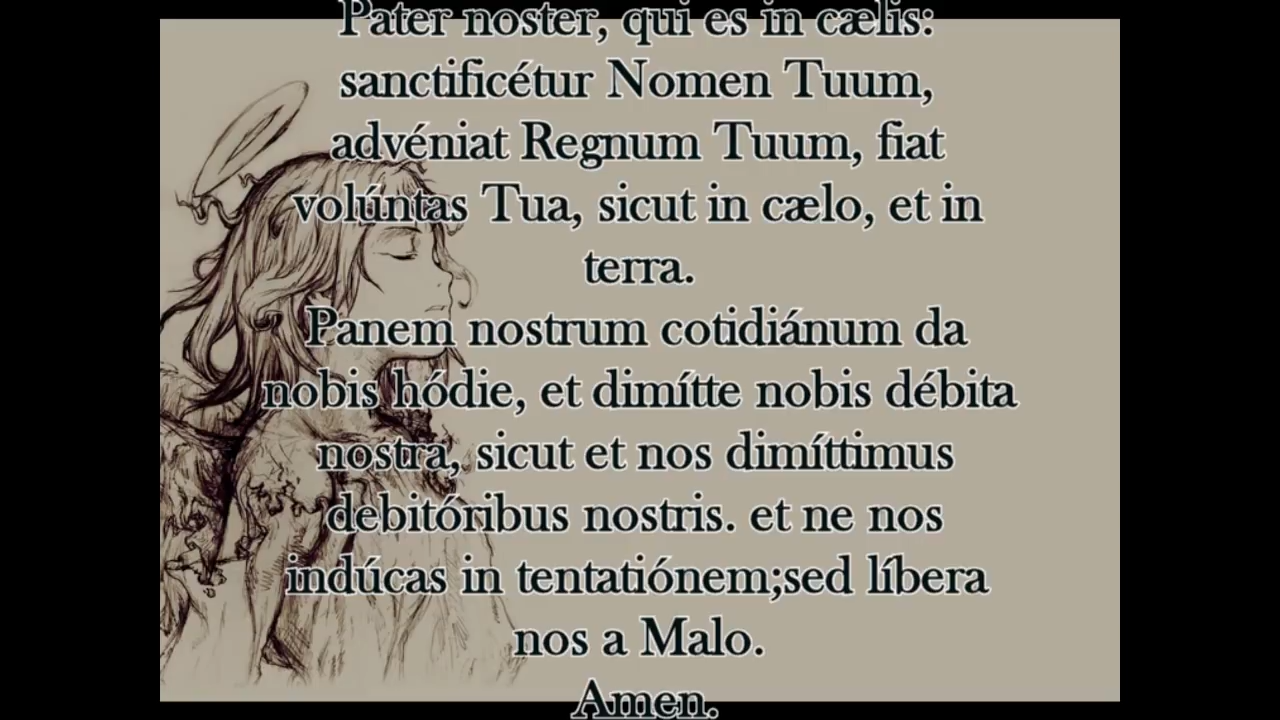 Pater noster, qui es in cælis:
sanctificétur Nomen Tuum,
advéniat Regnum Tuum, fiat
volúntas Tua, sicut in cælo, et in
terra.
Panem nostrum cotidiánum da
nobis hódie, et dimítte nobis débita
nostra, sicut et nos dimíttimus
debitóribus nostris. et ne nos
indúcas in tentatiónem;sed líbera
nos a Malo.
Amen.